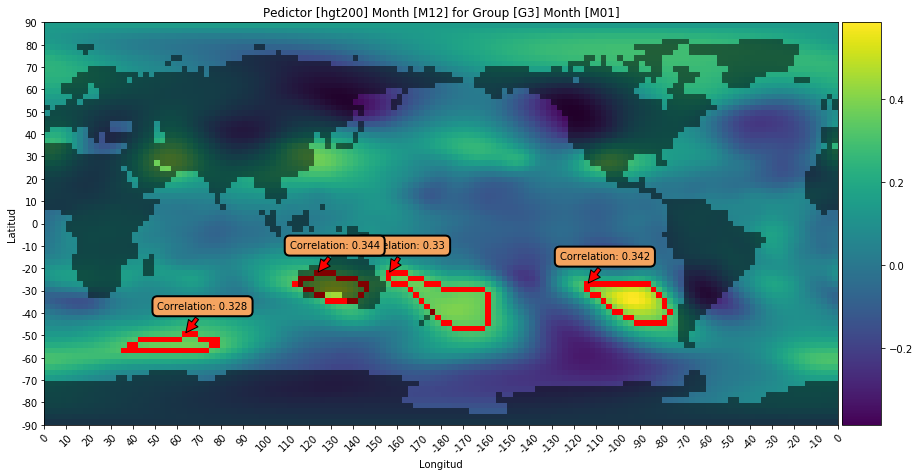 Pedictor [hgt200] Month [M12] for Group [G3] Month [M01]
90
80
70
60
50
40
30
20
10
0
-10
-20
-30
-40
-50
-60
-70
-80
-90
Latitud
Correlation: 0.344
elation: 0.33
Correlation: 0.342
Correlation: 0.328
0.4
0.2
0.0
−0.2
0 10 20 30 40 50 60 70 80 90 100 110 120 130 140 150 160 170 -180 -170 -160 -150 -140 -130 -120 -110 -100 -90 -80 -70 -60 -50 -40 -30 -20 -10 0
Longitud